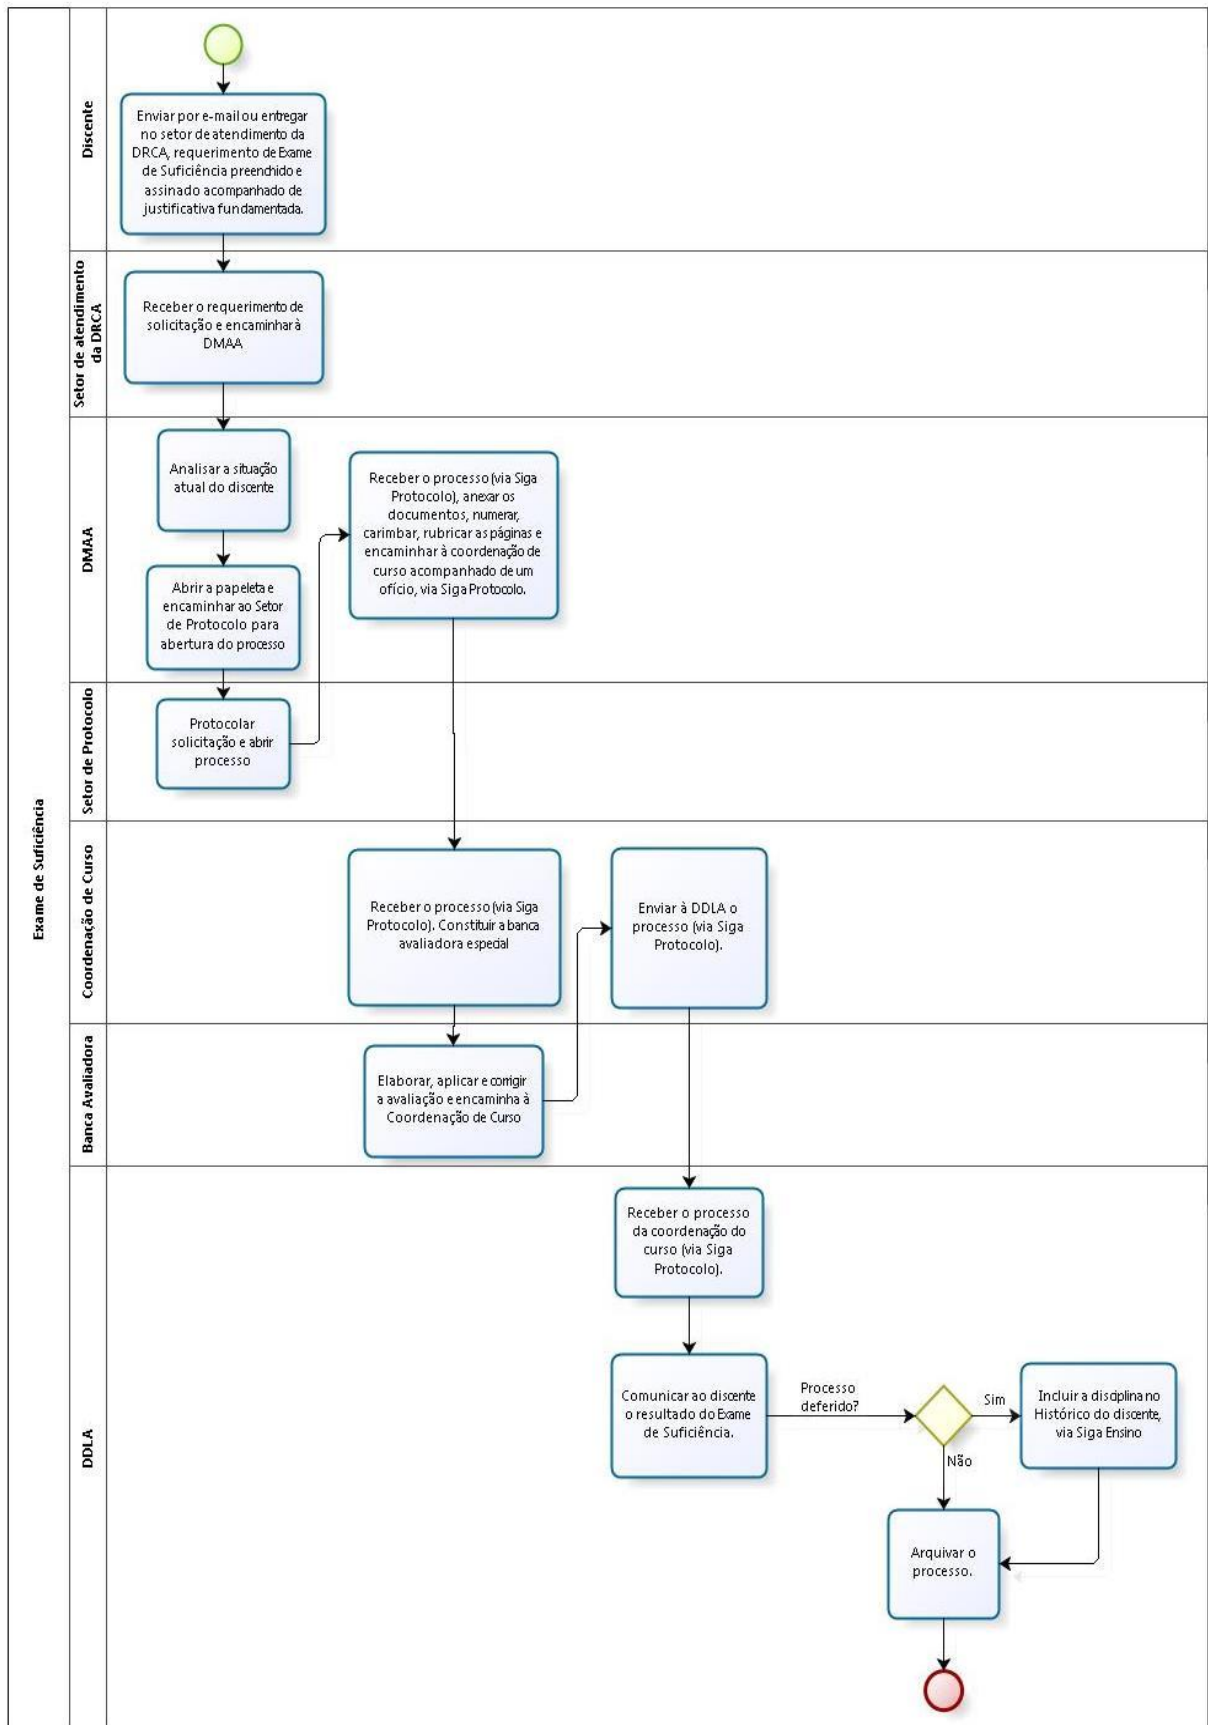 Exame de Suficiência
Discente
Enviar por e-mail ou entregar
no setor de atendimento da
DRCA, requerimento de Exame
de Suficiência preenchido e
assinado acompanhado de
justificativa fundamentada.
Setor de atendimento
da DRCA
Receber o requerimento de
solicitação e encaminhar à
DMAA
DMAA
Analisar a situação
atual do discente
Abrir a papeleta e
encaminhar ao Setor
de Protocolo para
abertura do processo
Receber o processo (via Siga
Protocolo), anexar os
documentos, numerar,
carimbar, rubricar as páginas e
encaminhar à coordenação de
curso acompanhado de um
ofício, via Siga Protocolo.
Setor de Protocolo
Protocolar
solicitação e abrir
processo
Coordenação de Curso
Receber o processo (via Siga
Protocolo). Constituir a banca
avaliadora especial
Enviar à DDLA o
processo (via Siga
Protocolo).
Banca Avaliadora
Elaborar, aplicar e corrigir
a avaliação e encaminha à
Coordenação de Curso
DDLA
Receber o processo
da coordenação do
curso (via Siga
Protocolo).
Comunicar ao discente
o resultado do Exame
de Suficiência.
Processo
deferido?
Sim
Não
Incluir a disciplina no
Histórico do discente,
via Siga Ensino
Arquivar o
processo.